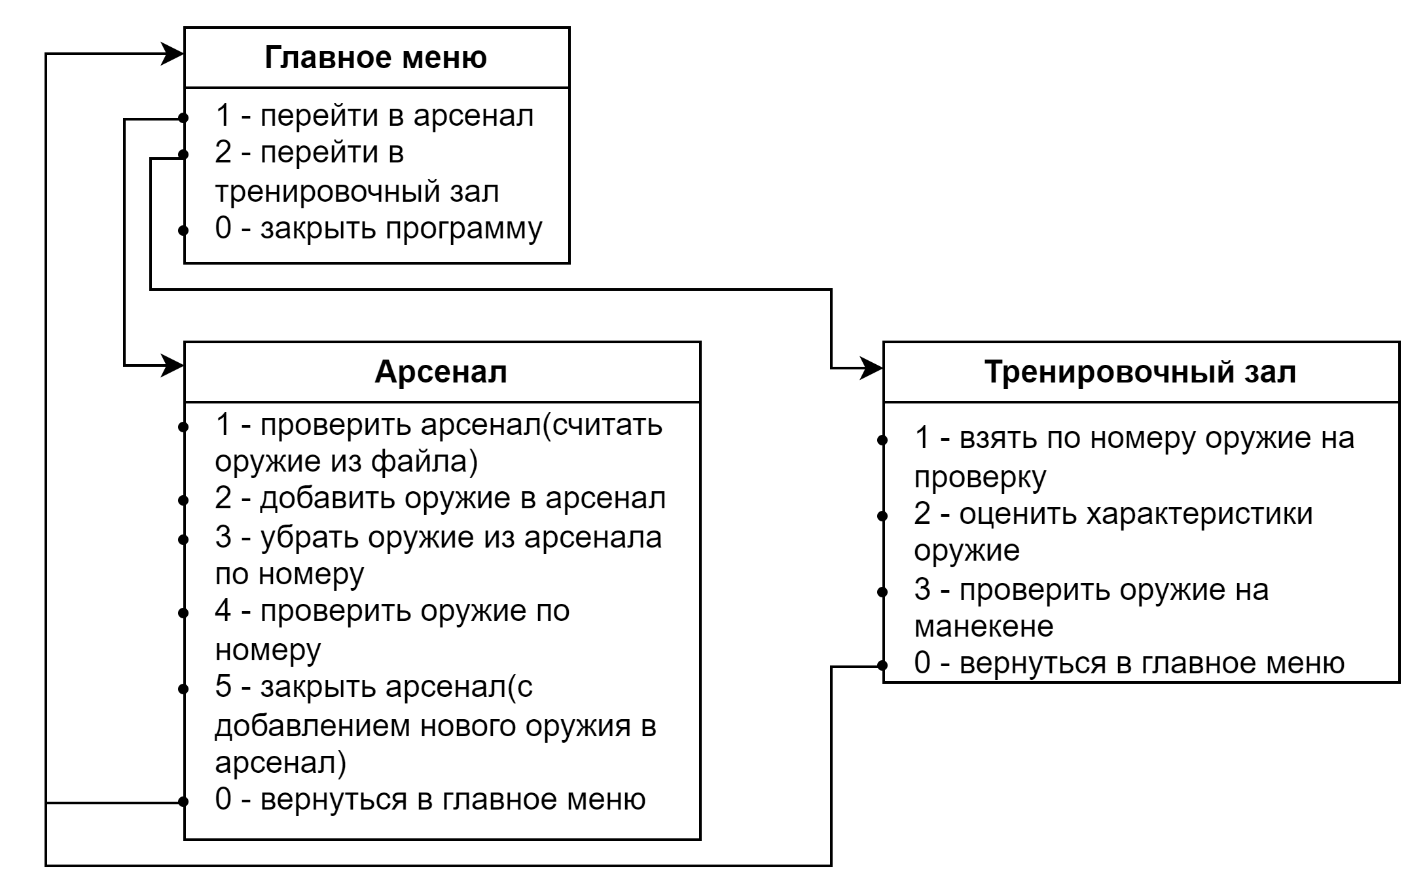 Главное меню
1 - перейти в арсенал
2 - перейти в
тренировочный зал
0 - закрыть программу
Арсенал
1 - проверить арсенал(считать
оружие из файла)
2 - добавить оружие в арсенал
3 - убрать оружие из арсенала
по номеру
4 - проверить оружие по
номеру
5 - закрыть арсенал(с
добавлением нового оружия в
арсенал)
0 - вернуться в главное меню
Тренировочный зал
1 - взять по номеру оружие на
проверку
2 - оценить характеристики
оружие
3 - проверить оружие на
манекене
0 - вернуться в главное меню